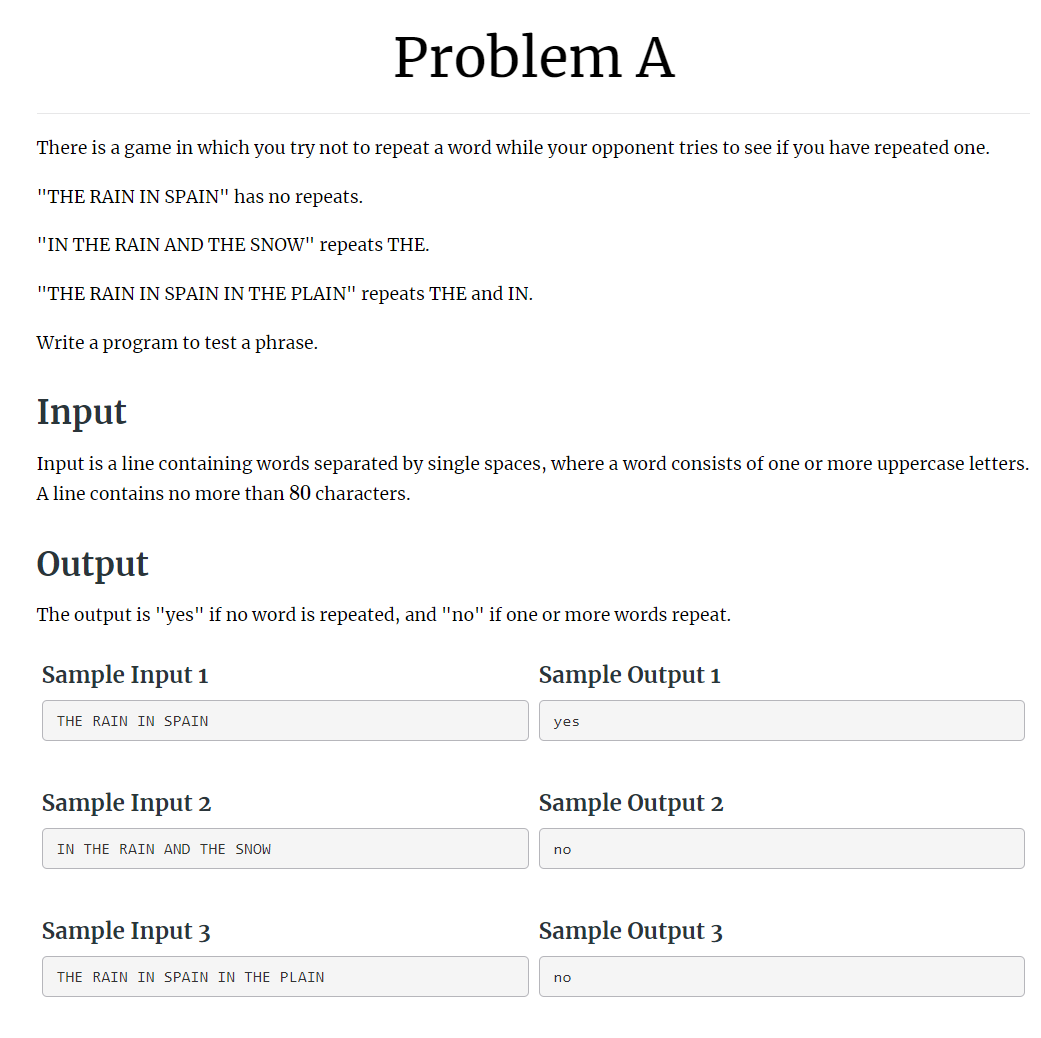 Problem A
There is a game in which you try not to repeat a word while your opponent tries to see if you have repeated one.
"THE RAIN IN SPAIN" has no repeats.
"IN THE RAIN AND THE SNOW" repeats THE.
"THE RAIN IN SPAIN IN THE PLAIN" repeats THE and IN.
Write a program to test a phrase.
Input
Input is a line containing words separated by single spaces, where a word consists of one or more uppercase letters.
A line contains no more than 80 characters.
Output
The output is "yes" if no word is repeated, and "no" if one or more words repeat.
Sample Input 1
Sample Output 1
THE RAIN IN SPAIN
yes
Sample Input 2
Sample Output 2
IN THE RAIN AND THE SNOW
no
Sample Input 3
Sample Output 3
THE RAIN IN SPAIN IN THE PLAIN
no